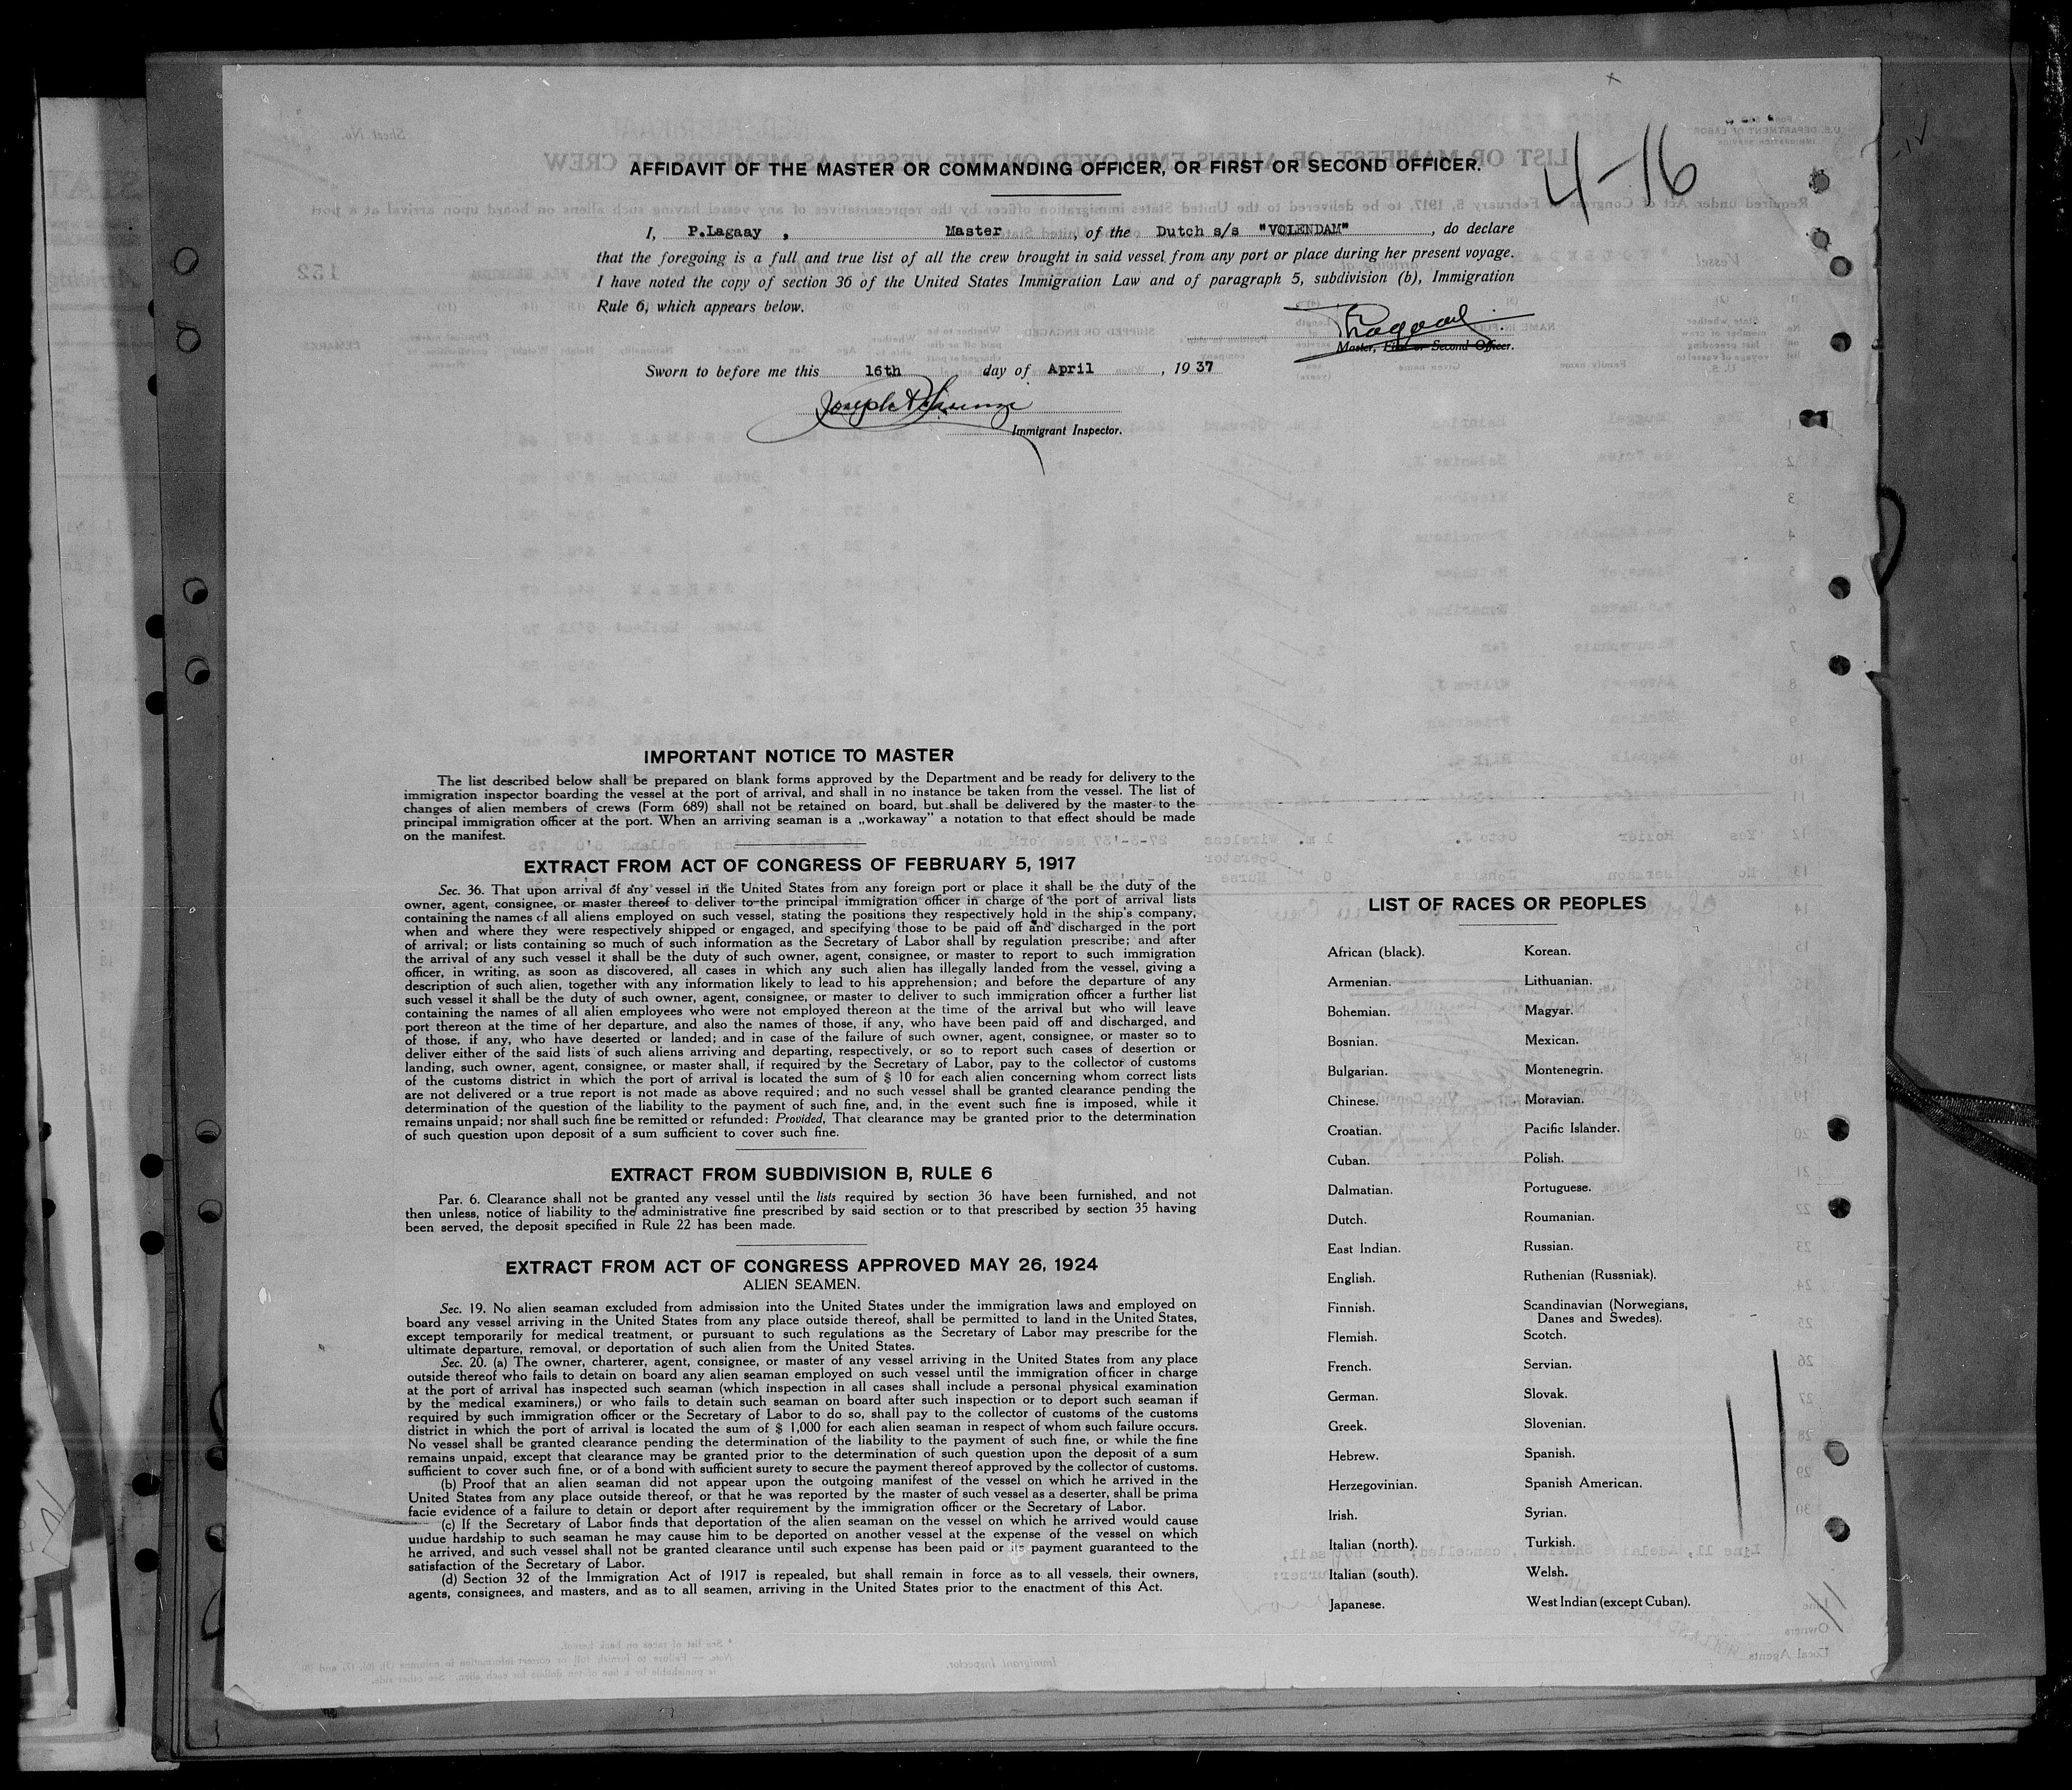 4-16
AFFIDAVIT OF THE MASTER OR COMMANDING OFFICER, OR FIRST OR SECOND OFFICER.
I, P.Lagaay , Master , of the Dutch s/s "VOLENDAM" , do declare
that the foregoing is a full and true list of all the crew brought in said vessel from any port or place during her present voyage.
I have noted the copy of section 36 of the United States Immigration Law and of paragraph 5, subdivision (b), Immigration
Rule 6, which appears below.
Master, First or Second Officer.
Sworn to before me this 16th day of April , 19 37
Joseph
Immigrant Inspector.
IMPORTANT NOTICE TO MASTER
The list described below shall be prepared on blank forms approved by the Department and be ready for delivery to the
immigration inspector boarding the vessel at the port of arrival, and shall in no instance be taken from the vessel. The list of
changes of alien members of crews (Form 689) shall not be retained on board, but shall be delivered by the master to the
principal immigration officer at the port. When an arriving seaman is a „workaway” a notation to that effect should be made
on the manifest.
EXTRACT FROM ACT OF CONGRESS OF FEBRUARY 5, 1917
Sec. 36. That upon arrival of any vessel in the United States from any foreign port or place it shall be the duty of the
owner, agent, consignee, or master thereof to deliver to the principal immigration officer in charge of the port of arrival lists
containing the names of all aliens employed on such vessel, stating the positions they respectively hold in the ship's company,
when and where they were respectively shipped or engaged, and specifying those to be paid off and discharged in the port
of arrival; or lists containing so much of such information as the Secretary of Labor shall by regulation prescribe; and after
the arrival of any such vessel it shall be the duty of such owner, agent, consignee, or master to report to such immigration
officer, in writing, as soon as discovered, all cases in which any such alien has illegally landed from the vessel, giving a
description of such alien, together with any information likely to lead to his apprehension; and before the departure of any
such vessel it shall be the duty of such owner, agent, consignee, or master to deliver to such immigration officer a further list
containing the names of all alien employees who were not employed thereon at the time of the arrival but who will leave
port thereon at the time of her departure, and also the names of those, if any, who have been paid off and discharged, and
of those, if any, who have deserted or landed; and in case of the failure of such owner, agent, consignee, or master so to
deliver either of the said lists of such aliens arriving and departing, respectively, or so to report such cases of desertion or
landing, such owner, agent, consignee, or master shall, if required by the Secretary of Labor, pay to the collector of customs
of the customs district in which the port of arrival is located the sum of $ 10 for each alien concerning whom correct lists
are not delivered or a true report is not made as above required; and no such vessel shall be granted clearance pending the
determination of the question of the liability to the payment of such fine, and, in the event such fine is imposed, while it
remains unpaid; nor shall such fine be remitted or refunded: Provided, That clearance may be granted prior to the determination
of such question upon deposit of a sum sufficient to cover such fine.
EXTRACT FROM SUBDIVISION B, RULE 6
Par. 6. Clearance shall not be granted any vessel until the lists required by section 36 have been furnished, and not
then unless, notice of liability to the administrative fine prescribed by said section or to that prescribed by section 35 having
been served, the deposit specified in Rule 22 has been made.
EXTRACT FROM ACT OF CONGRESS APPROVED MAY 26, 1924
ALIEN SEAMEN.
Sec. 19. No alien seaman excluded from admission into the United States under the immigration laws and employed on
board any vessel arriving in the United States from any place outside thereof, shall be permitted to land in the United States,
except temporarily for medical treatment, or pursuant to such regulations as the Secretary of Labor may prescribe for the
ultimate departure, removal, or deportation of such alien from the United States.
Sec. 20. (a) The owner, charterer, agent, consignee, or master of any vessel arriving in the United States from any place
outside thereof who fails to detain on board any alien seaman employed on such vessel until the immigration officer in charge
at the port of arrival has inspected such seaman (which inspection in all cases shall include a personal physical examination
by the medical examiners,) or who fails to detain such seaman on board after such inspection or to deport such seaman if
required by such immigration officer or the Secretary of Labor to do so, shall pay to the collector of customs of the customs
district in which the port of arrival is located the sum of $ 1,000 for each alien seaman in respect of whom such failure occurs.
No vessel shall be granted clearance pending the determination of the liability to the payment of such fine, or while the fine
remains unpaid, except that clearance may be granted prior to the determination of such question upon the deposit of a sum
sufficient to cover such fine, or of a bond with sufficient surety to secure the payment thereof approved by the collector of customs.
(b) Proof that an alien seaman did not appear upon the outgoing manifest of the vessel on which he arrived in the
United States from any place outside thereof, or that he was reported by the master of such vessel as a deserter, shall be prima
facie evidence of a failure to detain or deport after requirement by the immigration officer or the Secretary of Labor.
(c) If the Secretary of Labor finds that deportation of the alien seaman on the vessel on which he arrived would cause
undue hardship to such seaman he may cause him to be deported on another vessel at the expense of the vessel on which
he arrived, and such vessel shall not be granted clearance until such expense has been paid or its payment guaranteed to the
satisfaction of the Secretary of Labor.
(d) Section 32 of the Immigration Act of 1917 is repealed, but shall remain in force as to all vessels, their owners,
agents, consignees, and masters, and as to all seamen, arriving in the United States prior to the enactment of this Act.
LIST OF RACES OR PEOPLES
African (black).
Armenian.
Bohemian.
Bosnian.
Bulgarian.
Chinese.
Croatian.
Cuban.
Dalmatian.
Dutch.
East Indian.
English.
Finnish.
Flemish.
French.
German.
Greek.
Hebrew.
Herzegovinian.
Irish.
Italian (north).
Italian (south).
Japanese.
Korean.
Lithuanian.
Magyar.
Mexican.
Montenegrin.
Moravian.
Pacific Islander.
Polish.
Portuguese.
Roumanian.
Russian.
Ruthenian (Russniak).
Scandinavian (Norwegians,
Danes and Swedes).
Scotch.
Servian.
Slovak.
Slovenian.
Spanish.
Spanish American.
Syrian.
Turkish.
Welsh.
West Indian (except Cuban).